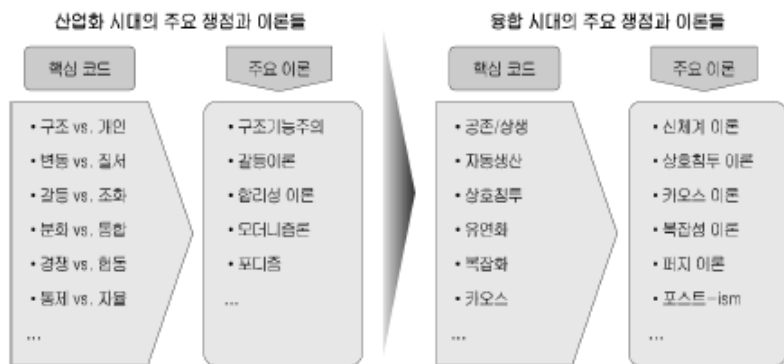 산업화 시대의 주요 쟁점과 이론들
핵심 코드
• 구조 vs. 개인
• 변동 vs. 질서
• 갈등 vs. 조화
• 분화 vs. 통합
• 경쟁 vs. 협동
• 통제 vs. 자율
...
주요 이론
• 구조기능주의
• 갈등이론
• 합리성 이론
• 모더니즘론
• 포디즘
...
융합 시대의 주요 쟁점과 이론들
핵심 코드
• 공존/상생
• 자동생산
• 상호침투
• 유연화
• 복잡화
• 카오스
...
주요 이론
• 신체계 이론
• 상호침투 이론
• 카오스 이론
• 복잡성 이론
• 퍼지 이론
• 포스트-ism
...